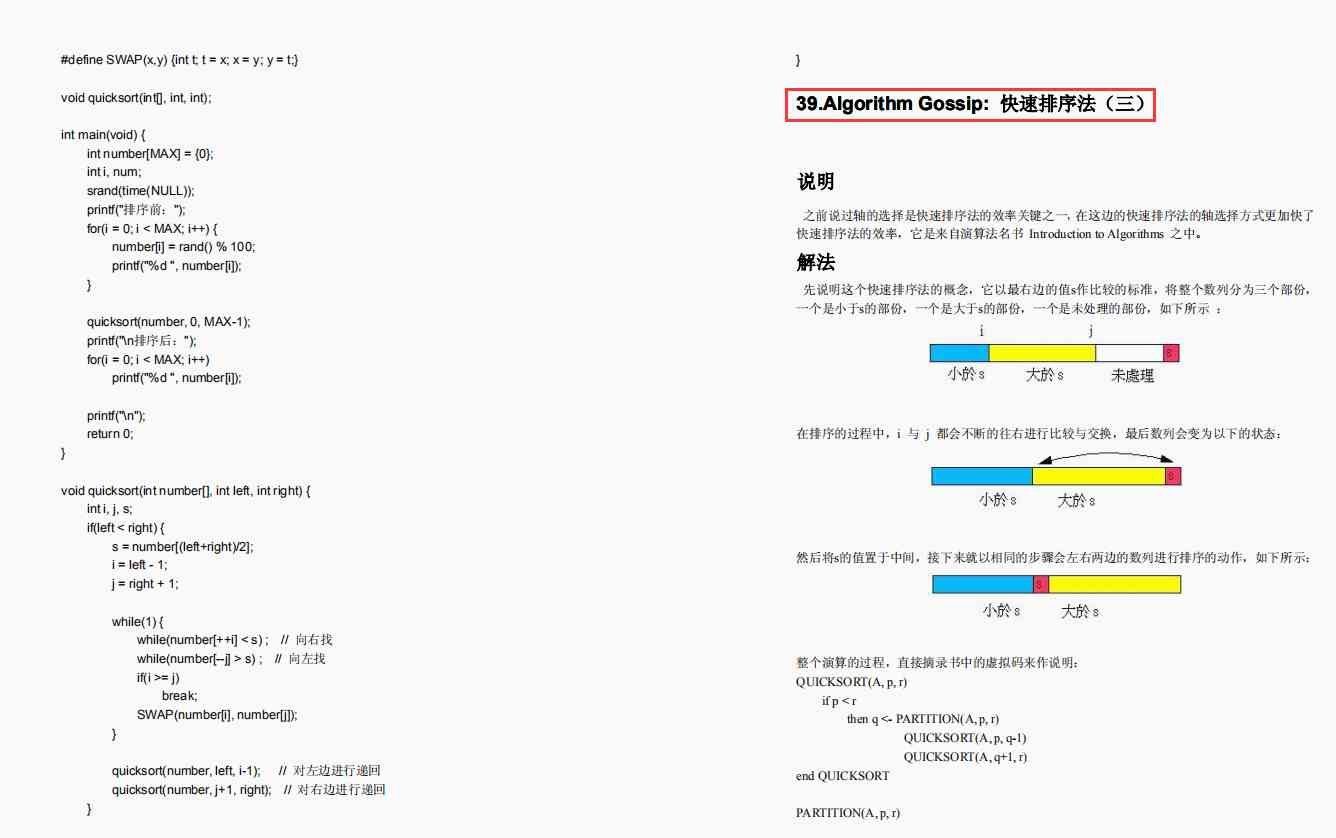 #define SWAP(x,y) {int t; t = x; x = y; y = t;}
void quicksort(int[], int, int);
int main(void) {
int number[MAX] = {0};
int i, num;
srand(time(NULL));
printf("排序前：");
for(i = 0; i < MAX; i++) {
number[i] = rand() % 100;
printf("%d ", number[i]);
}
quicksort(number, 0, MAX-1);
printf("\n排序后：");
for(i = 0; i < MAX; i++)
printf("%d ", number[i]);
printf("\n");
return 0;
}
void quicksort(int number[], int left, int right) {
int i, j, s;
if(left < right) {
s = number[(left+right)/2];
i = left - 1;
j = right + 1;
while(1) {
while(number[++i] < s) ; // 向右找
while(number[--j] > s) ; // 向左找
if(i >= j)
break;
SWAP(number[i], number[j]);
}
quicksort(number, left, i-1); // 对左边进行递回
quicksort(number, j+1, right); // 对右边进行递回
}
}
39.Algorithm Gossip: 快速排序法（三）
说明
之前说过轴的选择是快速排序法的效率关键之一，在这边的快速排序法的轴选择方式更加快了
快速排序法的效率，它是来自演算法名书 Introduction to Algorithms 之中。
解法
先说明这个快速排序法的概念，它以最右边的值s作比较的标准，将整个数列分为三个部份，
一个是小于s的部份，一个是大于s的部份，一个是未处理的部份，如下所示 ：
i j
s
小於 s 大於 s 未處理
在排序的过程中，i 与 j 都会不断的往右进行比较与交换，最后数列会变为以下的状态：
s
小於 s 大於 s
然后将s的值置于中间，接下来就以相同的步骤会左右两边的数列进行排序的动作，如下所示：
s
小於 s 大於 s
整个演算的过程，直接摘录书中的虚拟码来作说明：
QUICKSORT(A, p, r)
if p < r
then q <- PARTITION(A, p, r)
QUICKSORT(A, p, q-1)
QUICKSORT(A, q+1, r)
end QUICKSORT
PARTITION(A, p, r)